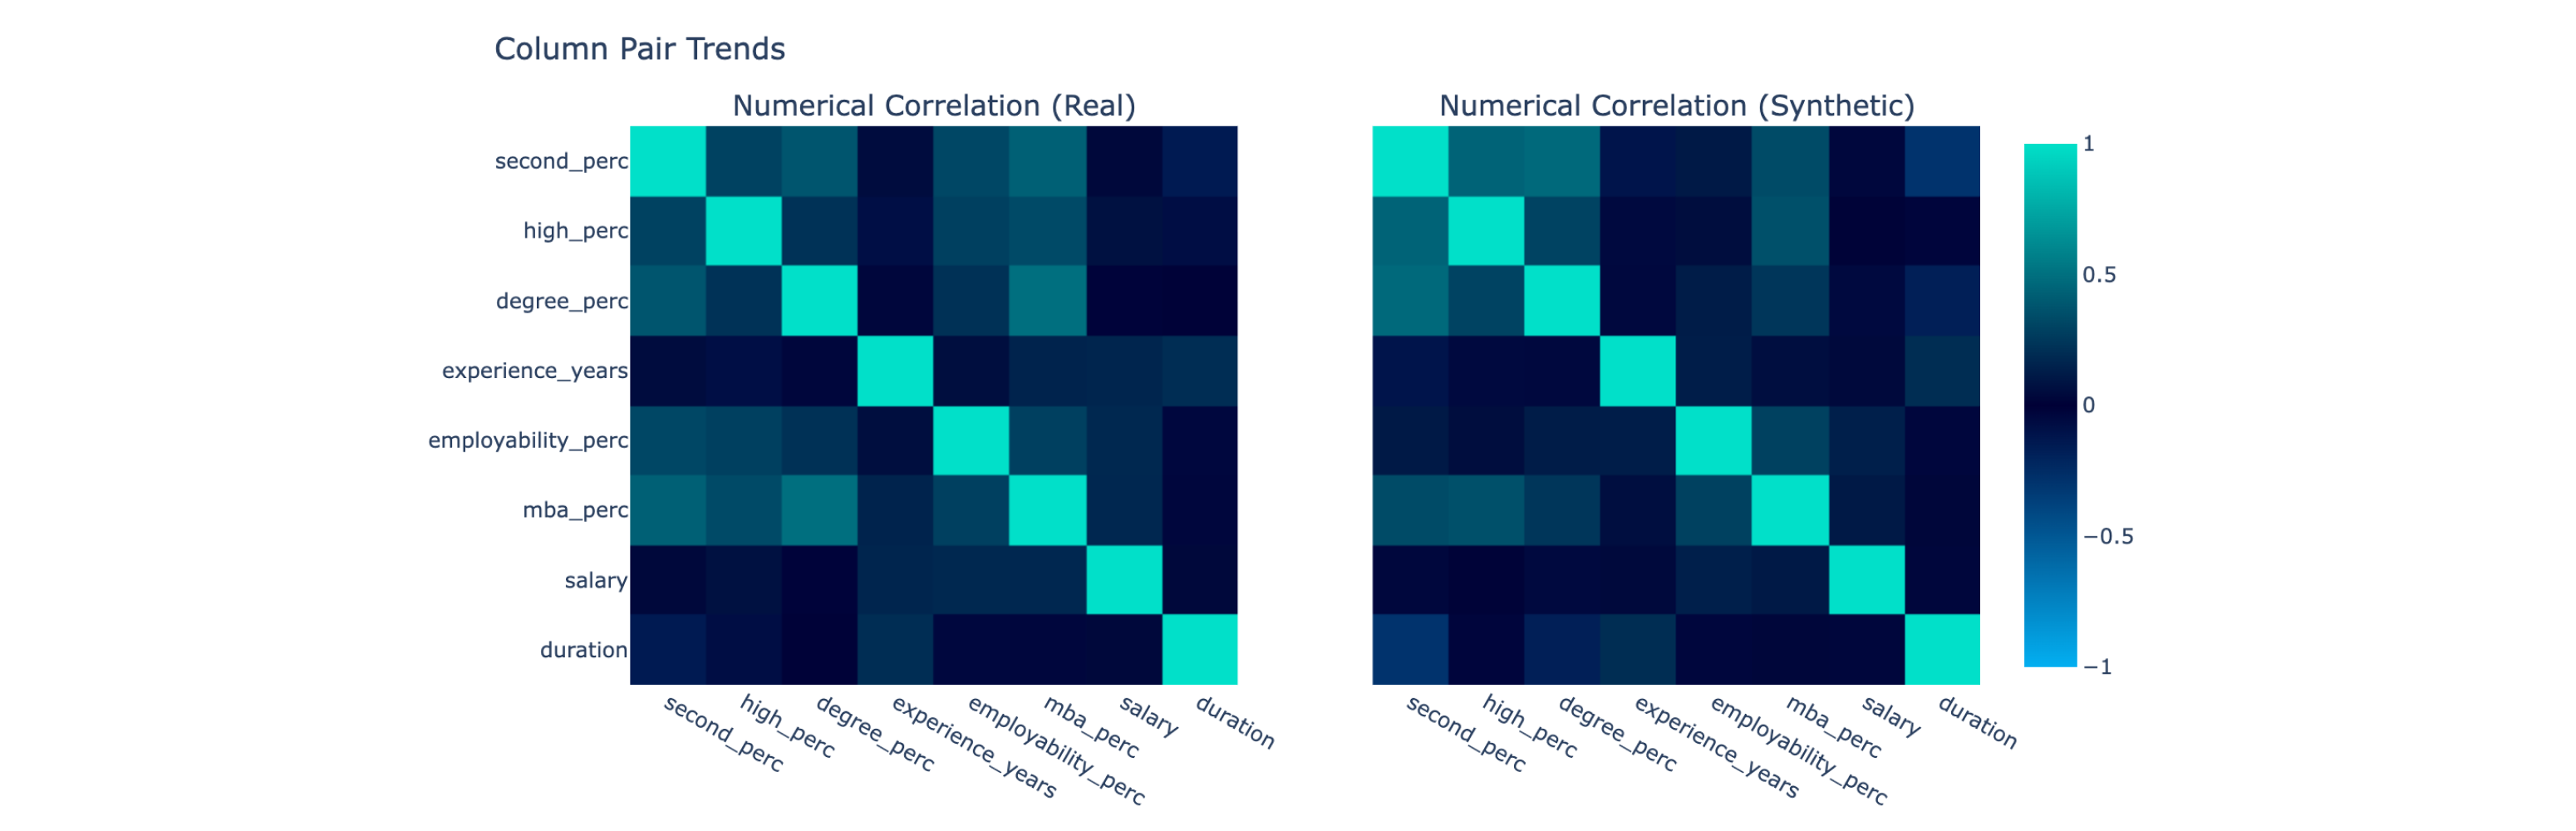 Column Pair Trends
Numerical Correlation (Real)
Numerical Correlation (Synthetic)
second_perc
high_perc
degree_perc
experience_years
employability_perc
mba_perc
salary
duration
second_perc
high_perc
degree_perc
experience_years
employability_perc
mba_perc
salary
duration
second_perc
high_perc
degree_perc
experience_years
employability_perc
mba_perc
salary
duration
1
0.5
0
−0.5
−1